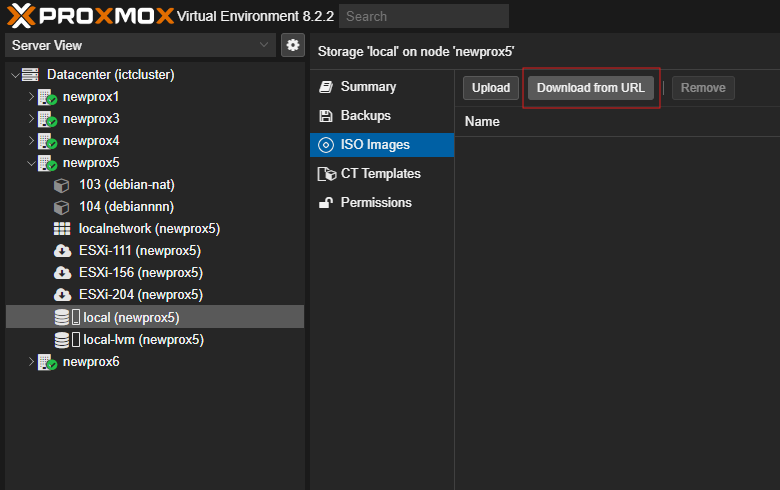 PROXMOX Virtual Environment 8.2.2 Search
Server View
Storage 'local' on node 'newprox5'
Datacenter (ictcluster)
newprox1
newprox3
newprox4
newprox5
103 (debian-nat)
104 (debiannnn)
localnetwork (newprox5)
ESXi-111 (newprox5)
ESXi-156 (newprox5)
ESXi-204 (newprox5)
local (newprox5)
local-lvm (newprox5)
newprox6
Summary
Backups
ISO Images
CT Templates
Permissions
Upload Download from URL Remove
Name